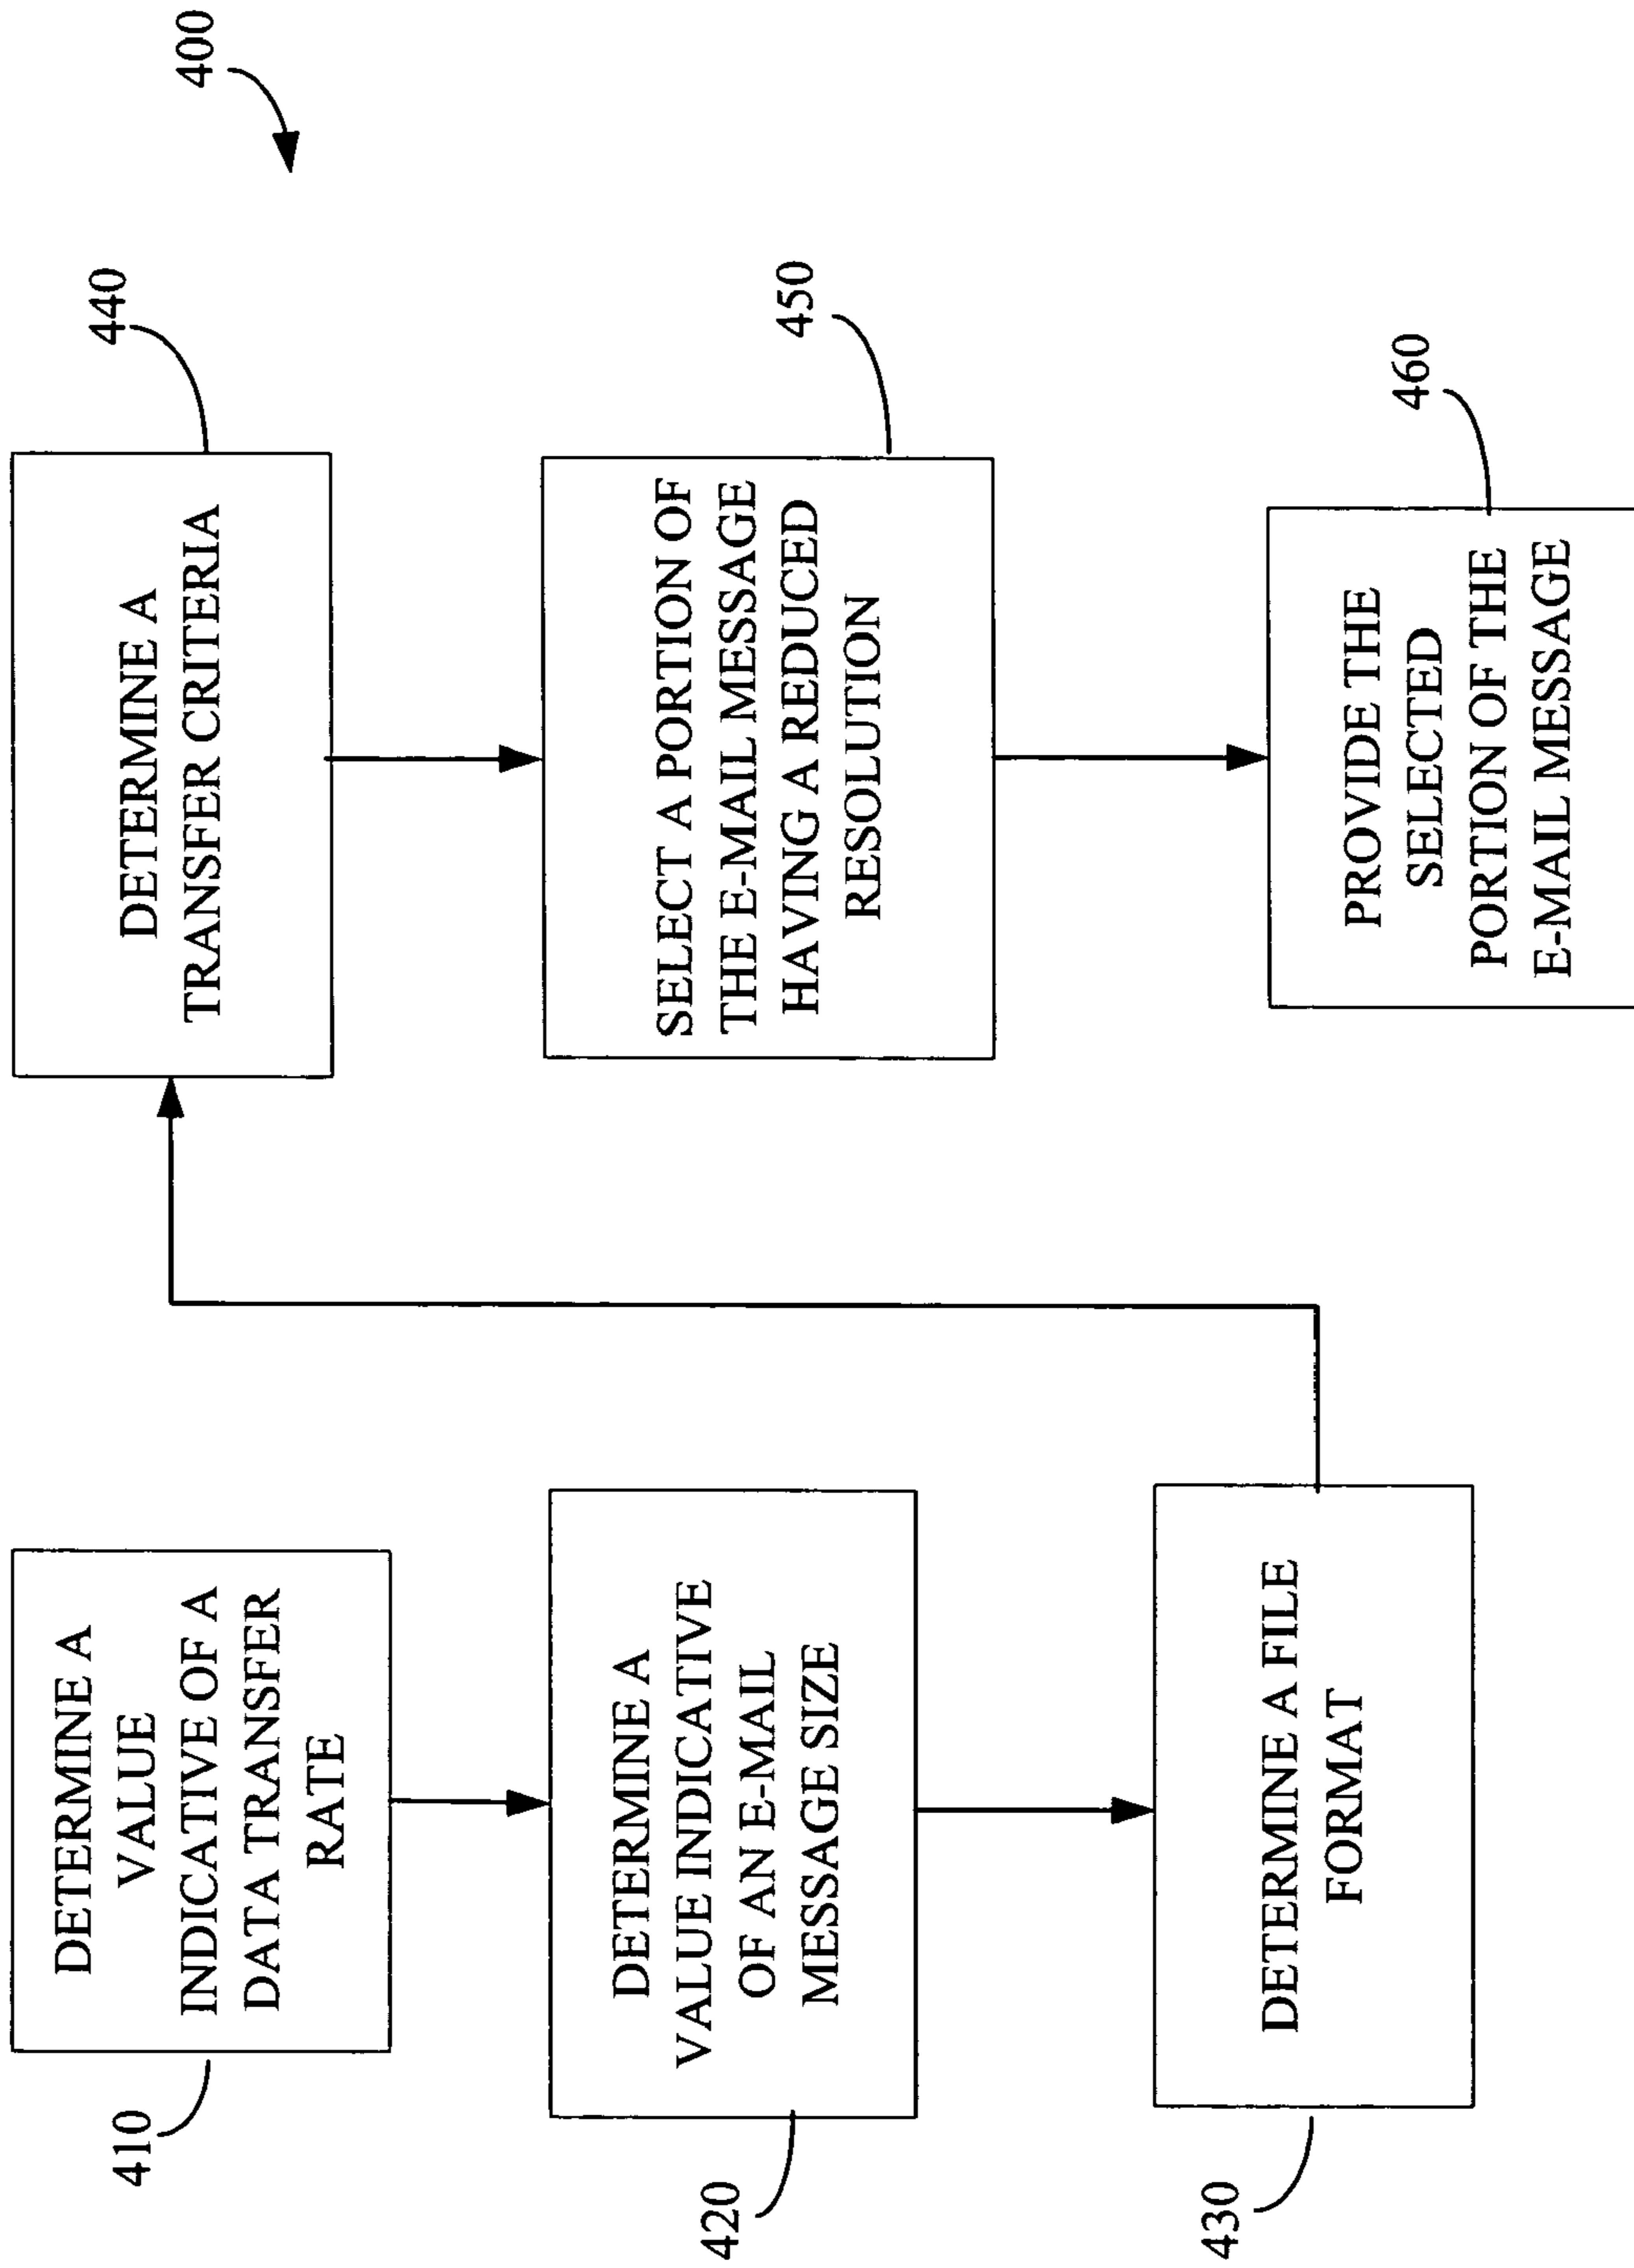 400
410
DETERMINE A
VALUE
INDICATIVE OF A
DATA TRANSFER
RATE
420
DETERMINE A
VALUE INDICATIVE
OF AN E-MAIL
MESSAGE SIZE
430
DETERMINE A FILE
FORMAT
440
DETERMINE A
TRANSFER CRITERIA
450
SELECT A PORTION OF
THE E-MAIL MESSAGE
HAVING A REDUCED
RESOLUTION
460
PROVIDE THE
SELECTED
PORTION OF THE
E-MAIL MESSAGE